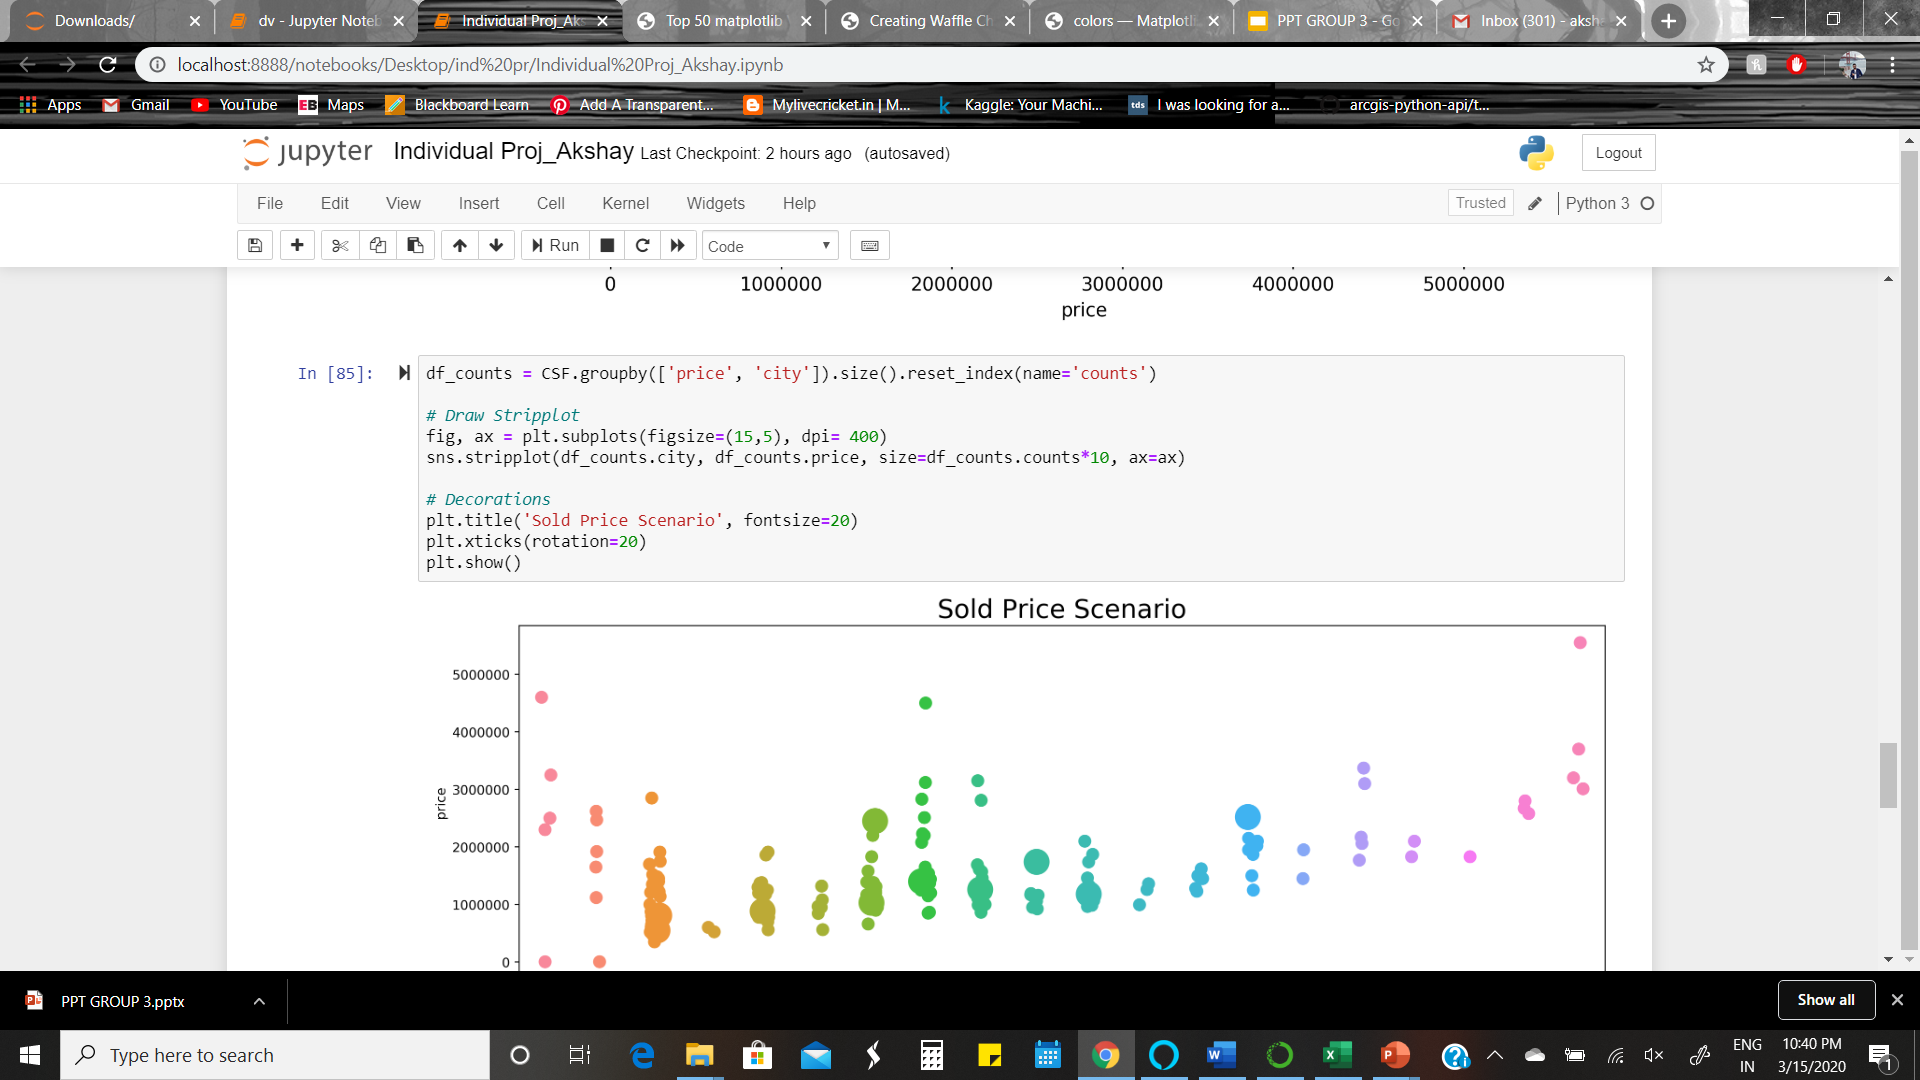 Downloads/
dv - Jupyter Noteb
Individual Proj_Aks
Top 50 matplotlib
Creating Waffle Ch
colors — Matplotli
PPT GROUP 3 - Go
Inbox (301) - aksh
localhost:8888/notebooks/Desktop/ind%20pr/Individual%20Proj_Akshay.ipynb
Apps
Gmail
YouTube
EB Maps
Blackboard Learn
Add A Transparent...
Mylivecricket.in | M...
k Kaggle: Your Machi...
tds I was looking for a...
arcgis-python-api/t...
jupyter Individual Proj_Akshay Last Checkpoint: 2 hours ago (autosaved)
Logout
File Edit View Insert Cell Kernel Widgets Help
Trusted Python 3
Run Code
0 1000000 2000000 3000000 4000000 5000000
price
In [85]:
df_counts = CSF.groupby(['price', 'city']).size().reset_index(name='counts')
# Draw Stripplot
fig, ax = plt.subplots(figsize=(15,5), dpi= 400)
sns.stripplot(df_counts.city, df_counts.price, size=df_counts.counts*10, ax=ax)
# Decorations
plt.title('Sold Price Scenario', fontsize=20)
plt.xticks(rotation=20)
plt.show()
Sold Price Scenario
5000000
4000000
3000000
2000000
1000000
0
price
PPT GROUP 3.pptx
Show all
Type here to search
ENG
IN
10:40 PM
3/15/2020
1